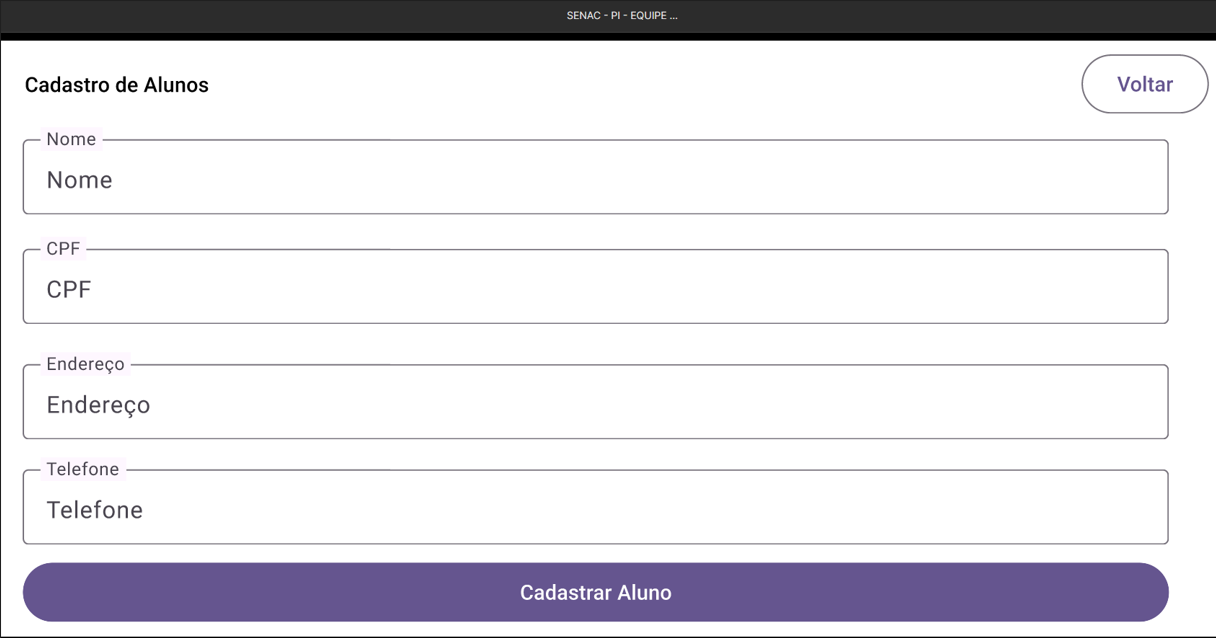 SENAC - PI - EQUIPE ...
Cadastro de Alunos
Voltar
Nome
Nome
CPF
CPF
Endereço
Endereço
Telefone
Telefone
Cadastrar Aluno